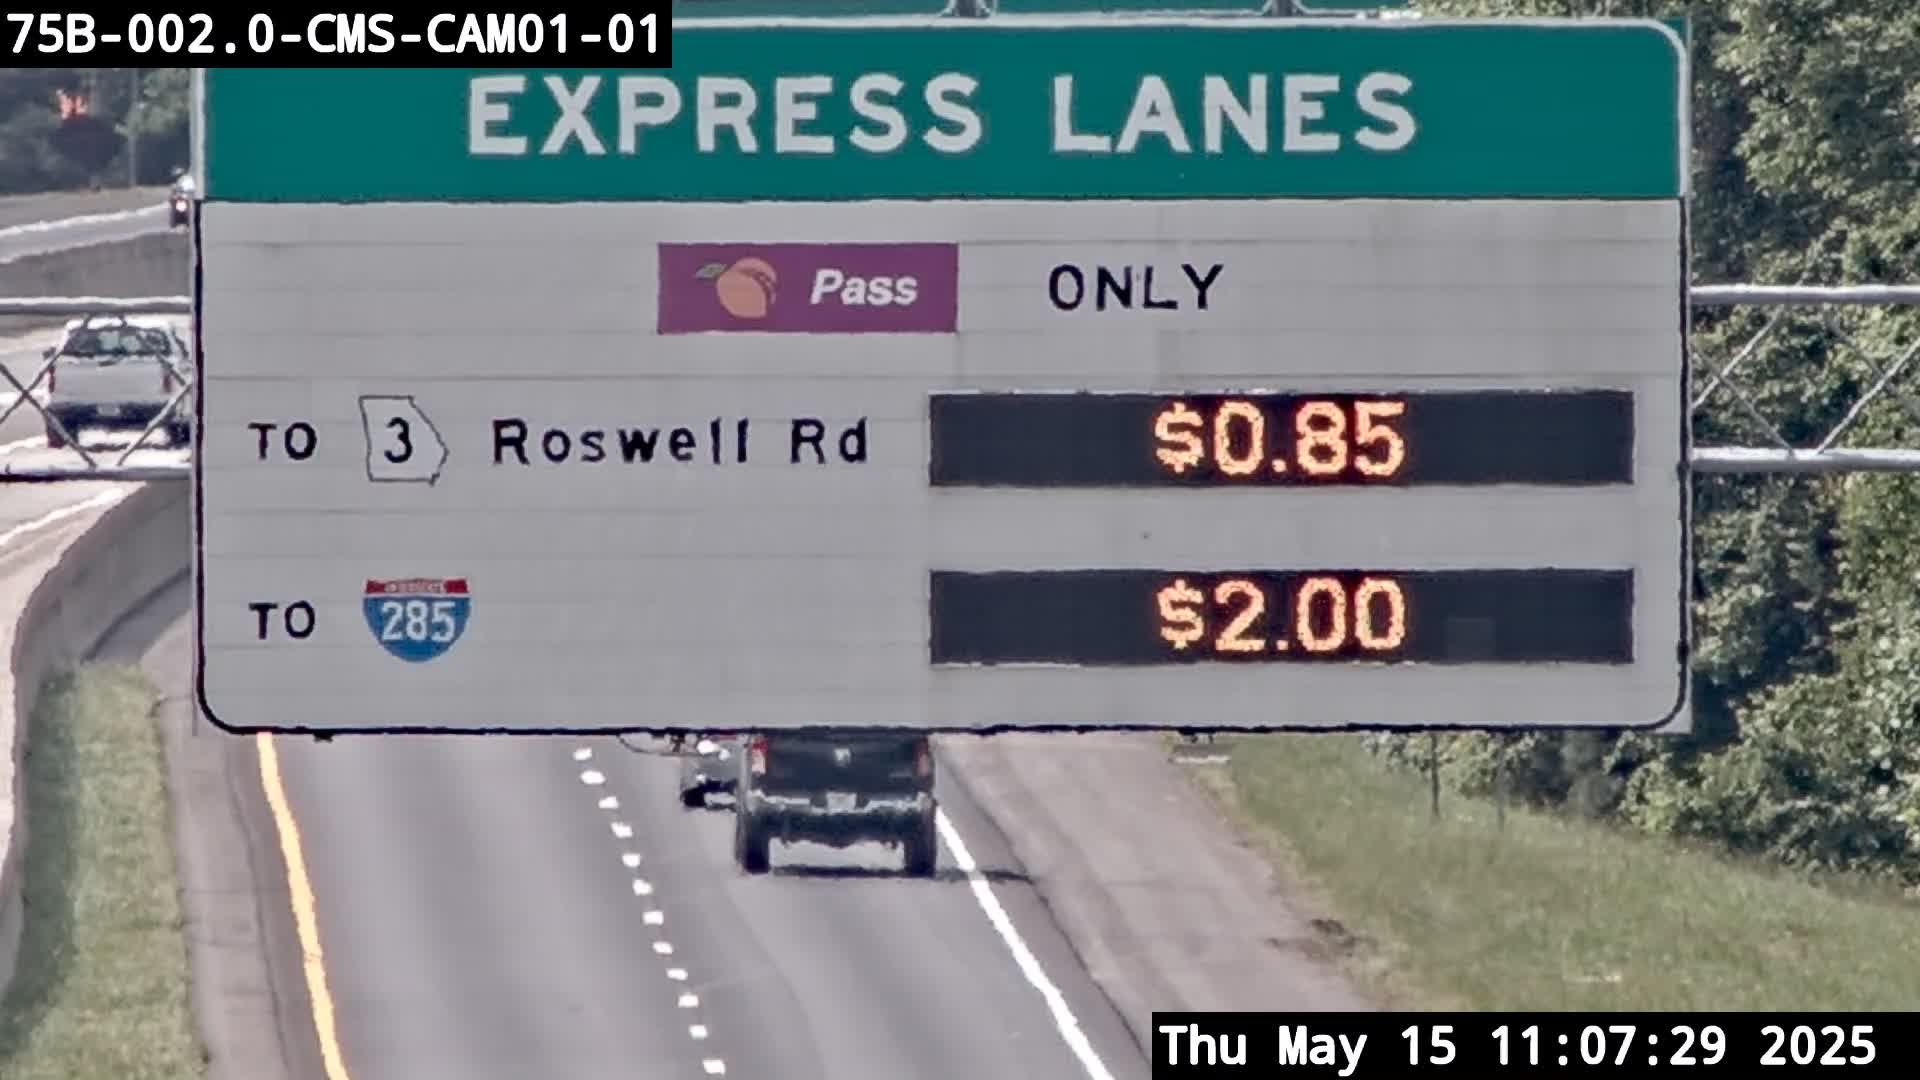 75B-002.0-CMS-CAM01-01
EXPRESS LANES
Pass ONLY
TO 3 Roswell Rd $0.85
TO 285 $2.00
Thu May 15 11:07:29 2025